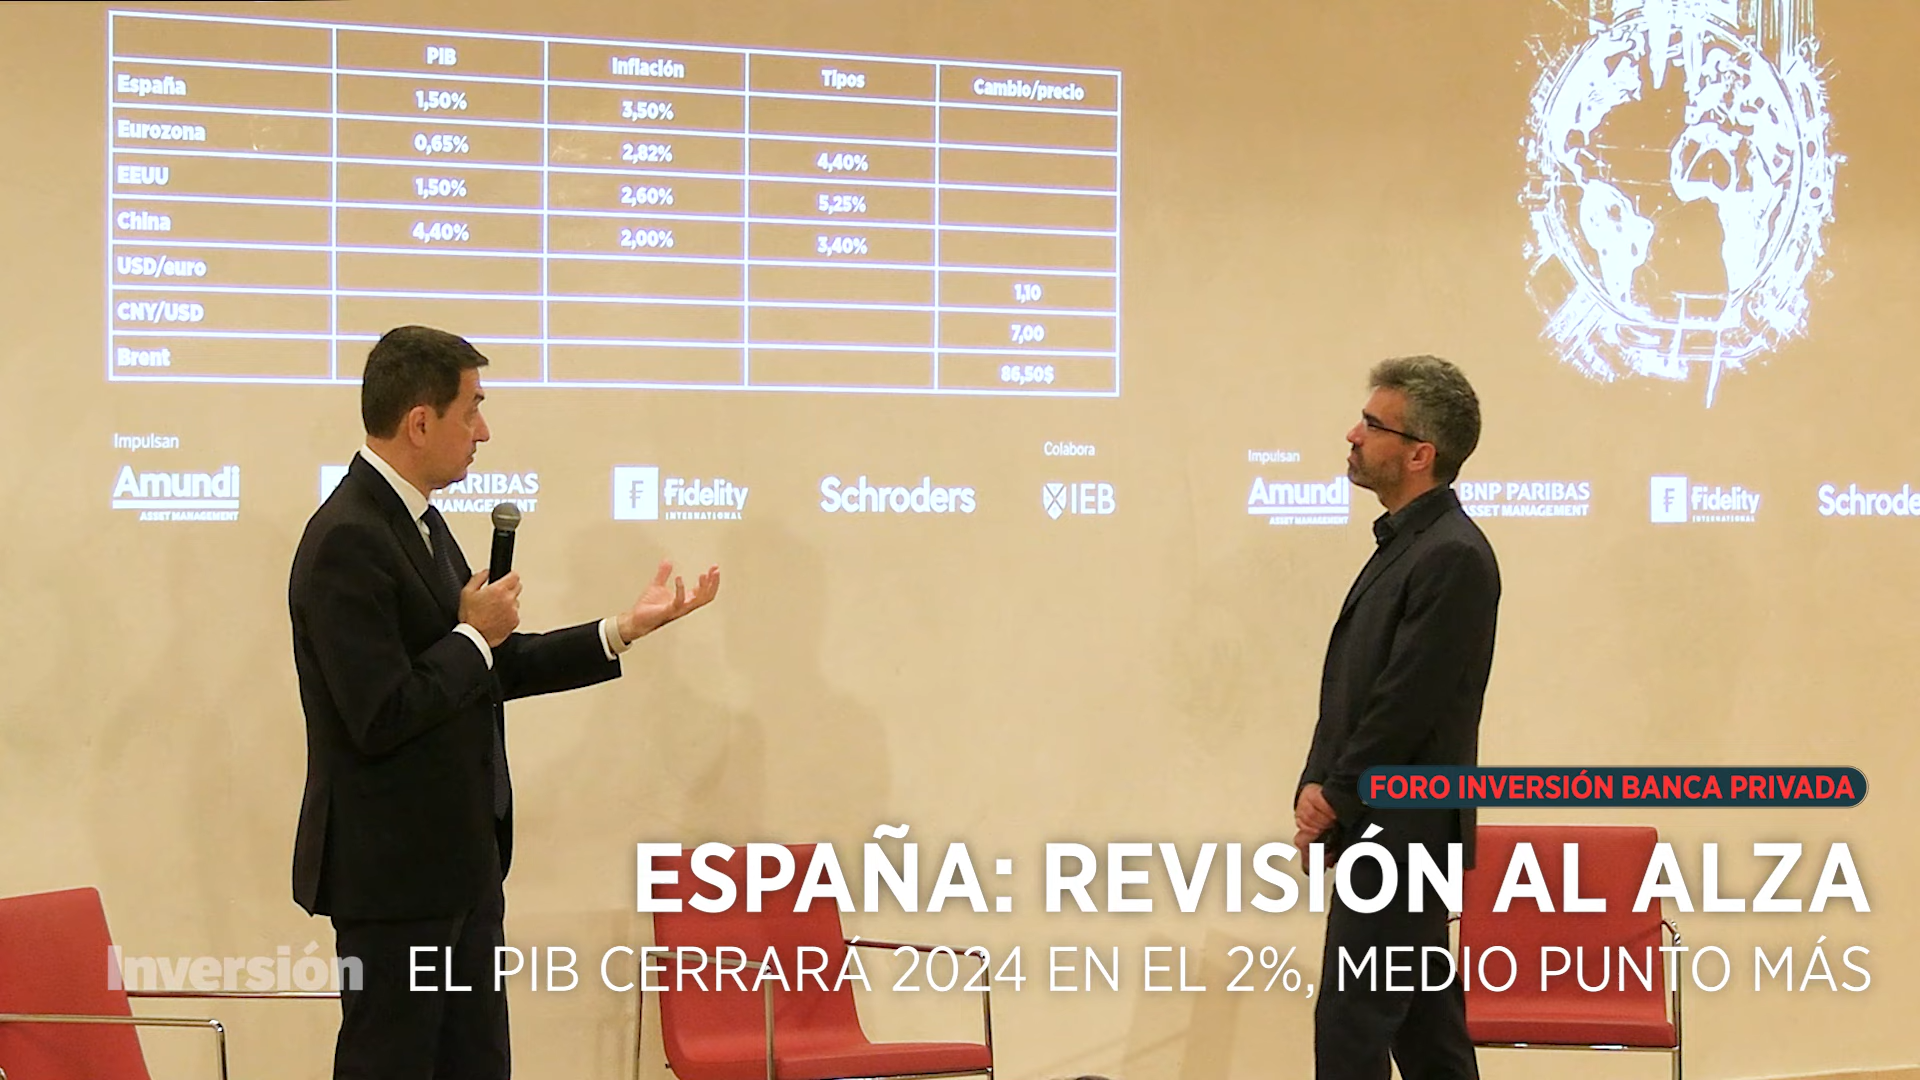 PIB Inflación Tipos Cambio/precio
España 1,50% 3,50%
Eurozona 0,65% 2,82% 4,40%
EEUU 1,50% 2,60% 5,25%
China 4,40% 2,00% 3,40%
USD/euro 1,10
CNY/USD 7,00
Brent 86,50$
Impulsan
Colabora
Amundi
ASSET MANAGEMENT
PARIBAS
MANAGEMENT
Fidelity
INTERNATIONAL
Schroders
IEB
Impulsan
Amundi
ASSET MANAGEMENT
BNP PARIBAS
ASSET MANAGEMENT
Fidelity
INTERNATIONAL
Schrode
FORO INVERSIÓN BANCA PRIVADA
ESPAÑA: REVISIÓN AL ALZA
Inversión
EL PIB CERRARÁ 2024 EN EL 2%, MEDIO PUNTO MÁS